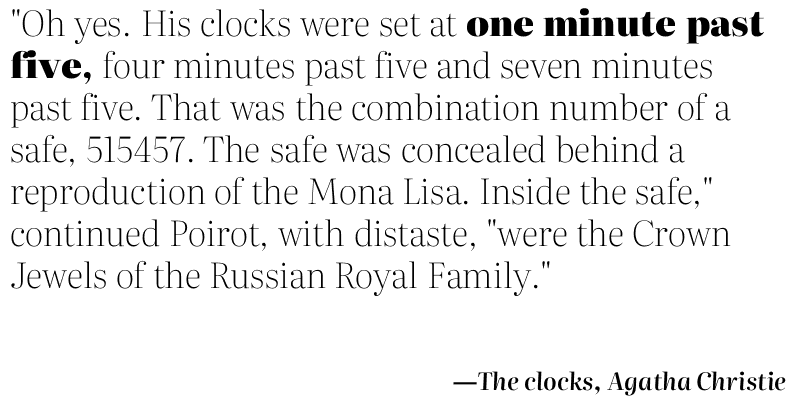 "Oh yes. His clocks were set at one minute past
five, four minutes past five and seven minutes
past five. That was the combination number of a
safe, 515457. The safe was concealed behind a
reproduction of the Mona Lisa. Inside the safe,"
continued Poirot, with distaste, "were the Crown
Jewels of the Russian Royal Family."
—The clocks, Agatha Christie